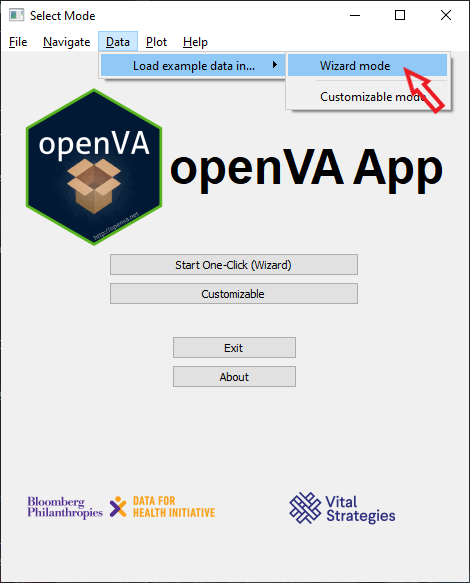 Select Mode
File Navigate Data Plot Help
Load example data in...
Wizard mode
Customizable mode
openVA
http://openva.net
openVA App
Start One-Click (Wizard)
Customizable
Exit
About
Bloomberg
Philanthropies
DATA FOR
HEALTH INITIATIVE
Vital
Strategies